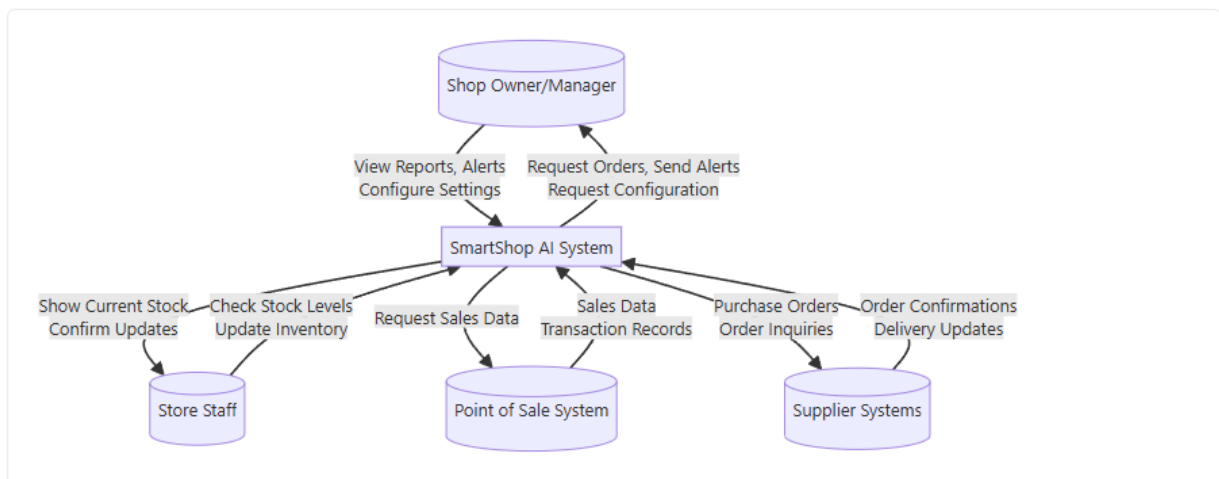 Shop Owner/Manager
View Reports, Alerts
Configure Settings
Request Orders, Send Alerts
Request Configuration
SmartShop AI System
Show Current Stock
Confirm Updates
Check Stock Levels
Update Inventory
Request Sales Data
Sales Data
Transaction Records
Purchase Orders
Order Inquiries
Order Confirmations
Delivery Updates
Store Staff
Point of Sale System
Supplier Systems